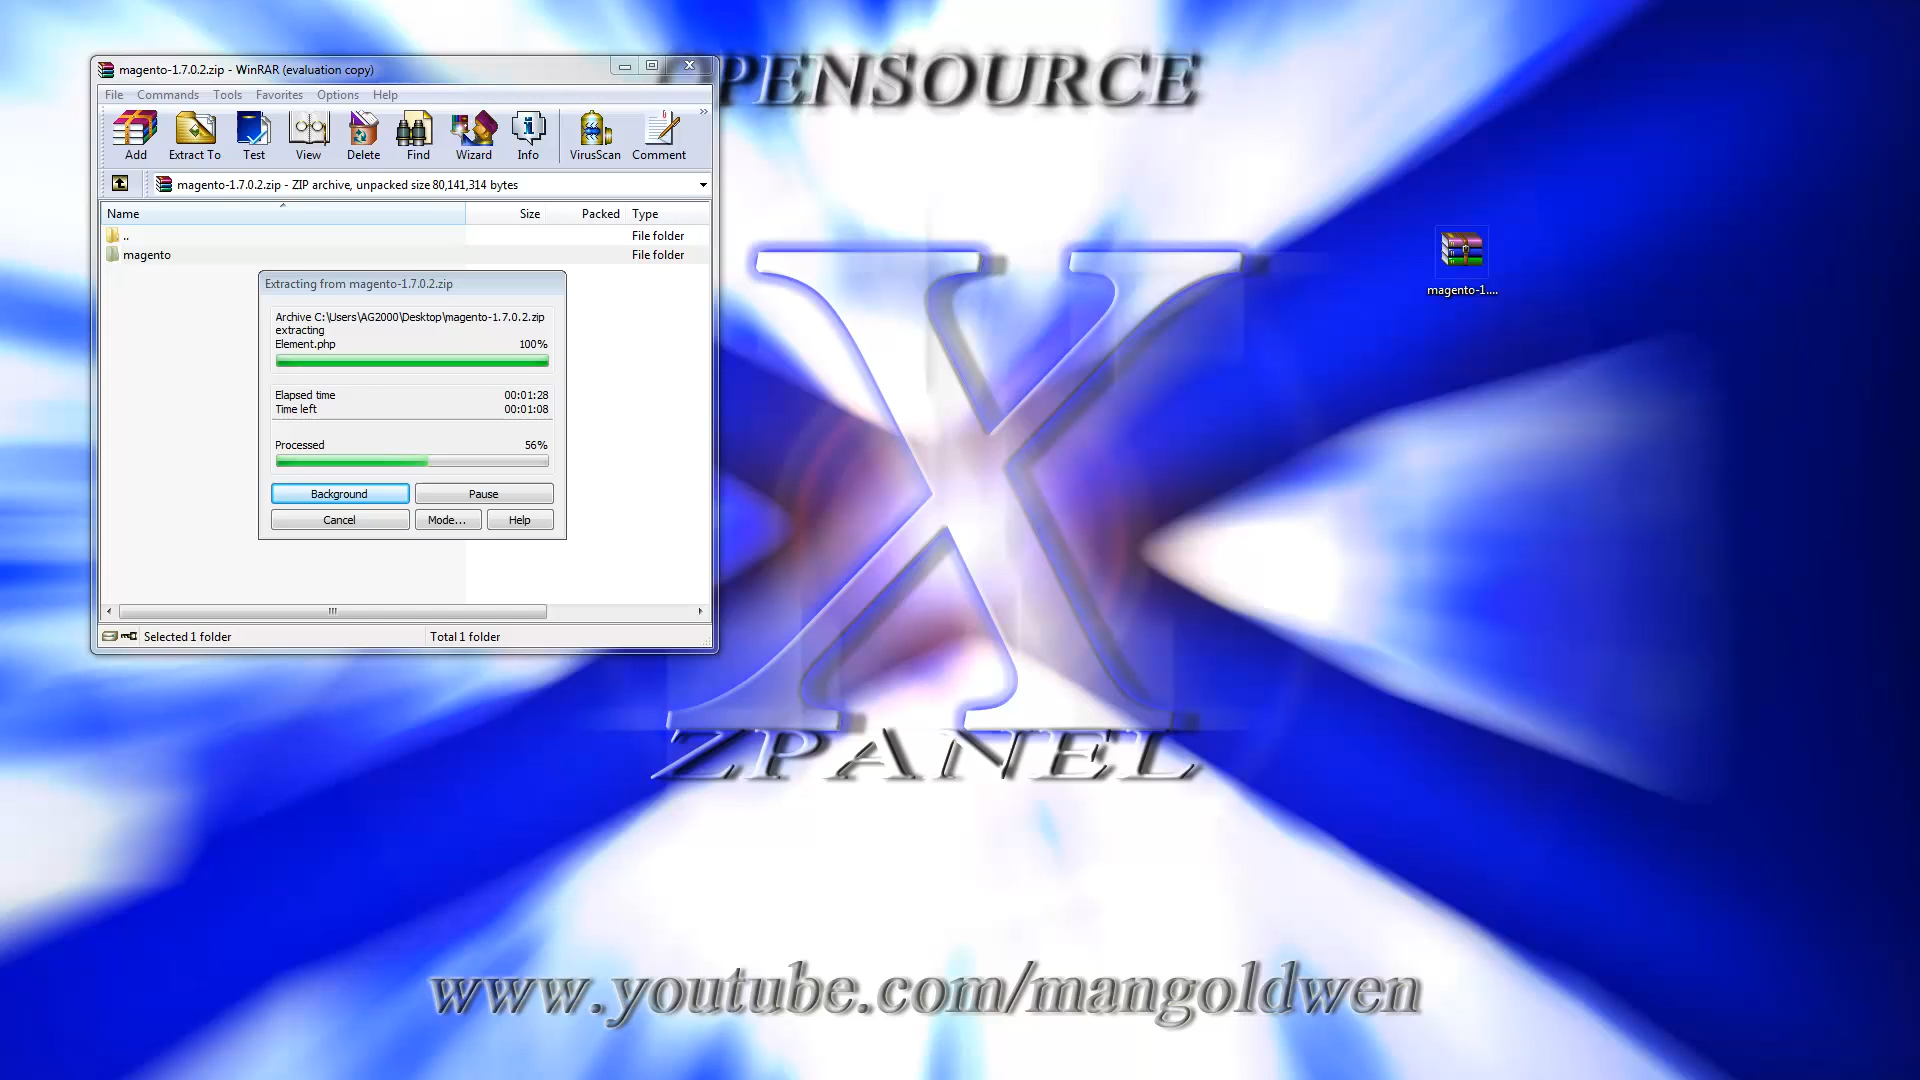 magento-1.7.0.2.zip - WinRAR (evaluation copy)
File Commands Tools Favorites Options Help
Add Extract To Test View Delete Find Wizard Info VirusScan Comment
magento-1.7.0.2.zip - ZIP archive, unpacked size 80,141,314 bytes
Name Size Packed Type
.. File folder
magento File folder
Extracting from magento-1.7.0.2.zip
Archive C:\Users\AG2000\Desktop\magento-1.7.0.2.zip
extracting
Element.php 100%
Elapsed time 00:01:28
Time left 00:01:08
Processed 56%
Background Pause
Cancel Mode... Help
Selected 1 folder Total 1 folder
PENSOURCE
magento-1....
X
ZPANEL
www.youtube.com/mangoldwen